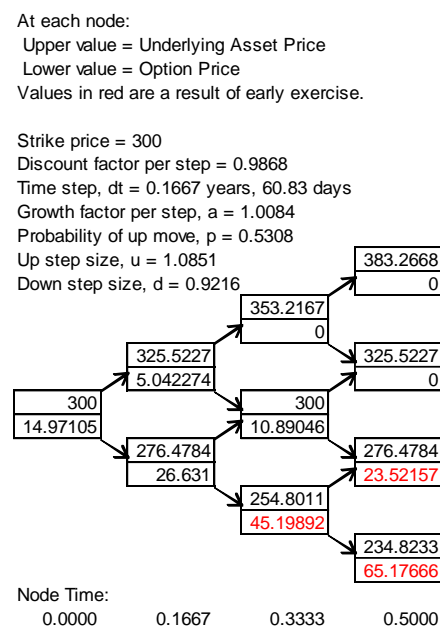 At each node:
Upper value = Underlying Asset Price
Lower value = Option Price
Values in red are a result of early exercise.
Strike price = 300
Discount factor per step = 0.9868
Time step, dt = 0.1667 years, 60.83 days
Growth factor per step, a = 1.0084
Probability of up move, p = 0.5308
Up step size, u = 1.0851
383.2668
Down step size, d = 0.9216
0
353.2167
0
325.5227
325.5227
5.042274
0
300
300
14.97105
10.89046
276.4784
276.4784
26.631
23.52157
254.8011
45.19892
234.8233
65.17666
Node Time:
0.0000 0.1667 0.3333 0.5000